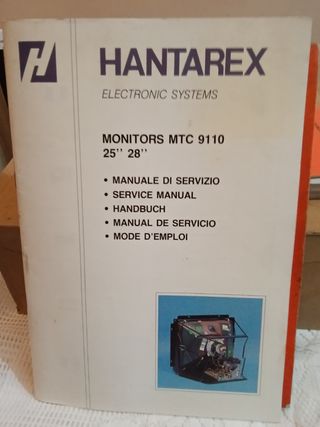 HANTAREX
ELECTRONIC SYSTEMS
MONITORS MTC 9110
25'' 28''
• MANUALE DI SERVIZIO
• SERVICE MANUAL
• HANDBUCH
• MANUAL DE SERVICIO
• MODE D'EMPLOI